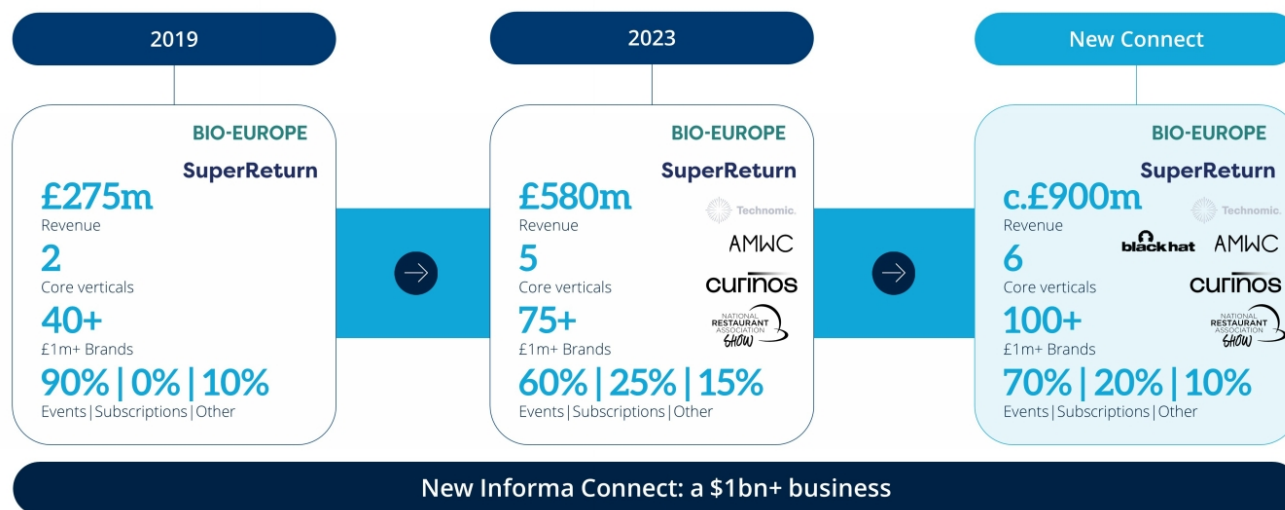 2019
BIO-EUROPE
SuperReturn
£275m
Revenue
2
Core verticals
40+
£1m+ Brands
90% | 0% | 10%
Events|Subscriptions|Other
2023
BIO-EUROPE
SuperReturn
£580m
Technomic.
Revenue
AMWC
5
Core verticals
curinos
75+
NATIONAL
RESTAURANT
ASSOCIATION
SHOW
£1m+ Brands
60% | 25% | 15%
Events|Subscriptions|Other
New Connect
BIO-EUROPE
SuperReturn
c.£900m
Technomic.
Revenue
black hat AMWC
6
Core verticals
curinos
100+
NATIONAL
RESTAURANT
ASSOCIATION
SHOW
£1m+ Brands
70% | 20% | 10%
Events|Subscriptions|Other
New Informa Connect: a $1bn+ business